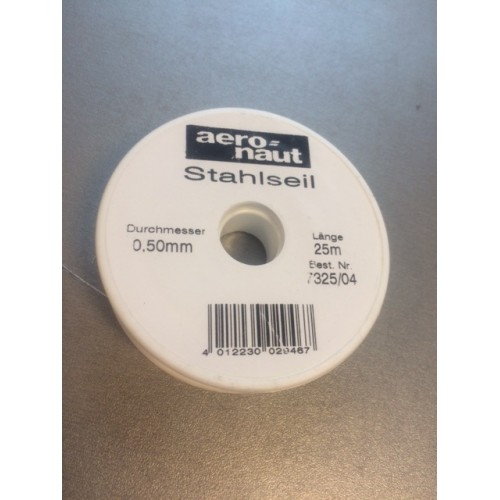 aero=
naut
Stahlseil
Durchmesser
0,50mm
Länge
25m
Best. Nr.
7325/04
4 012230 029467